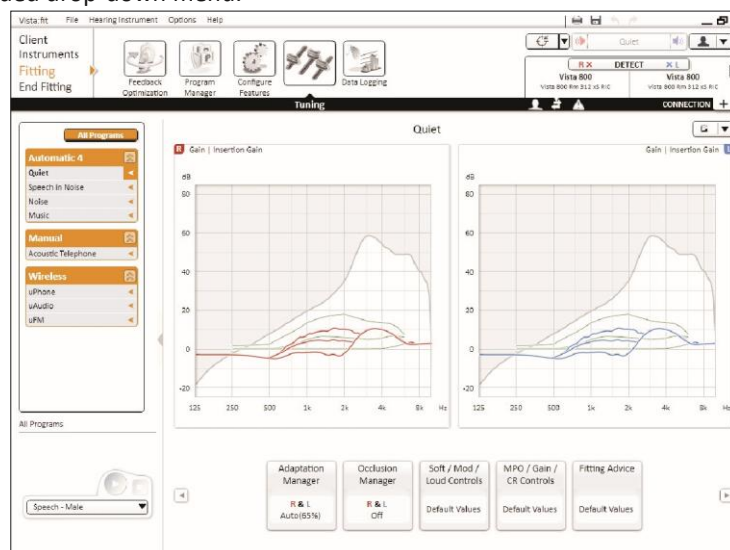 Vista:fit File Hearing Instrument Options Help
Client
Instruments
Fitting
End Fitting
Feedback Optimization
Program Manager
Configure Features
Data Logging
Tuning
Quiet
R X DETECT X L
Vista 800 Vista 800
CONNECTION +
All Programs
Automatic 4
Quiet
Speech in Noise
Noise
Music
Manual
Acoustic Telephone
Wireless
uPhone
uAudio
uFM
All Programs
Speech - Male
Quiet
R Gain | Insertion Gain
dB
80
60
40
20
0
-20
125 250 500 1k 2k 4k 8k Hz
Gain | Insertion Gain
dB
80
60
40
20
0
-20
125 250 500 1k 2k 4k 8k Hz
Adaptation Manager
R & L
Auto(65%)
Occlusion Manager
R & L
Off
Soft / Mod / Loud Controls
Default Values
MPO / Gain / CR Controls
Default Values
Fitting Advice
Default Values